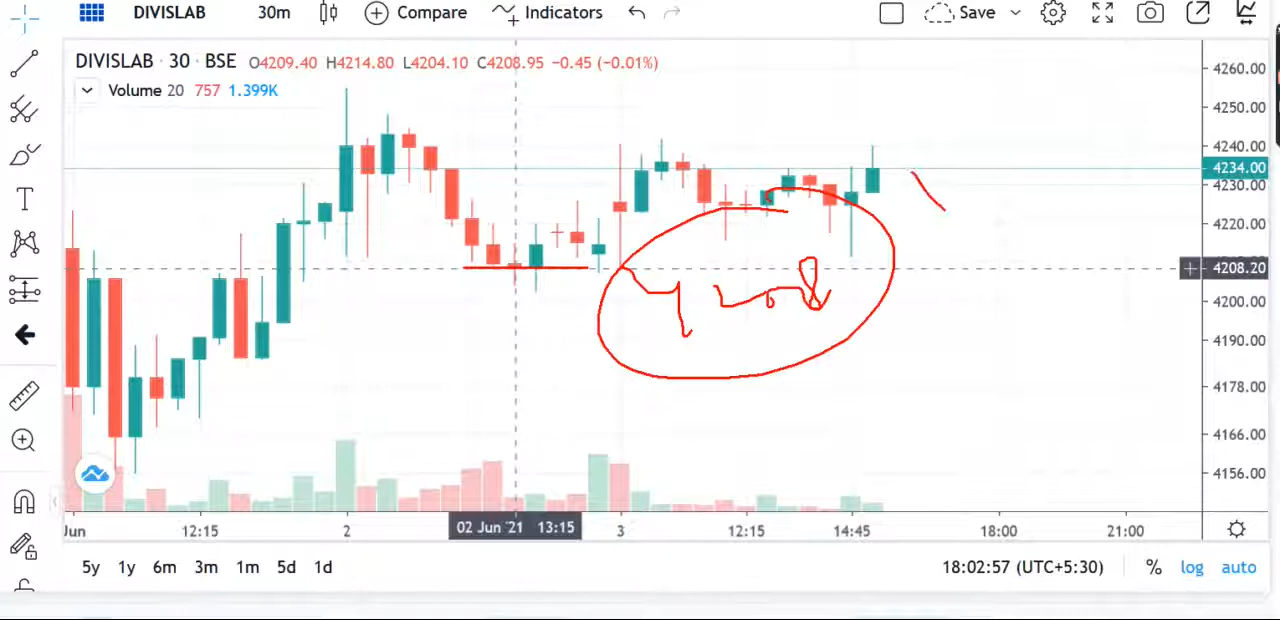 DIVISLAB 30m Compare Indicators Save
DIVISLAB · 30 · BSE O4209.40 H4214.80 L4204.10 C4208.95 −0.45 (−0.01%)
Volume 20 757 1.399K
4260.00
4250.00
4240.00
4234.00
4230.00
4220.00
4208.20
4200.00
4190.00
4178.00
4166.00
4156.00
Jun 12:15 2 02 Jun '21 13:15 3 12:15 14:45 18:00 21:00
5y 1y 6m 3m 1m 5d 1d 18:02:57 (UTC+5:30) % log auto